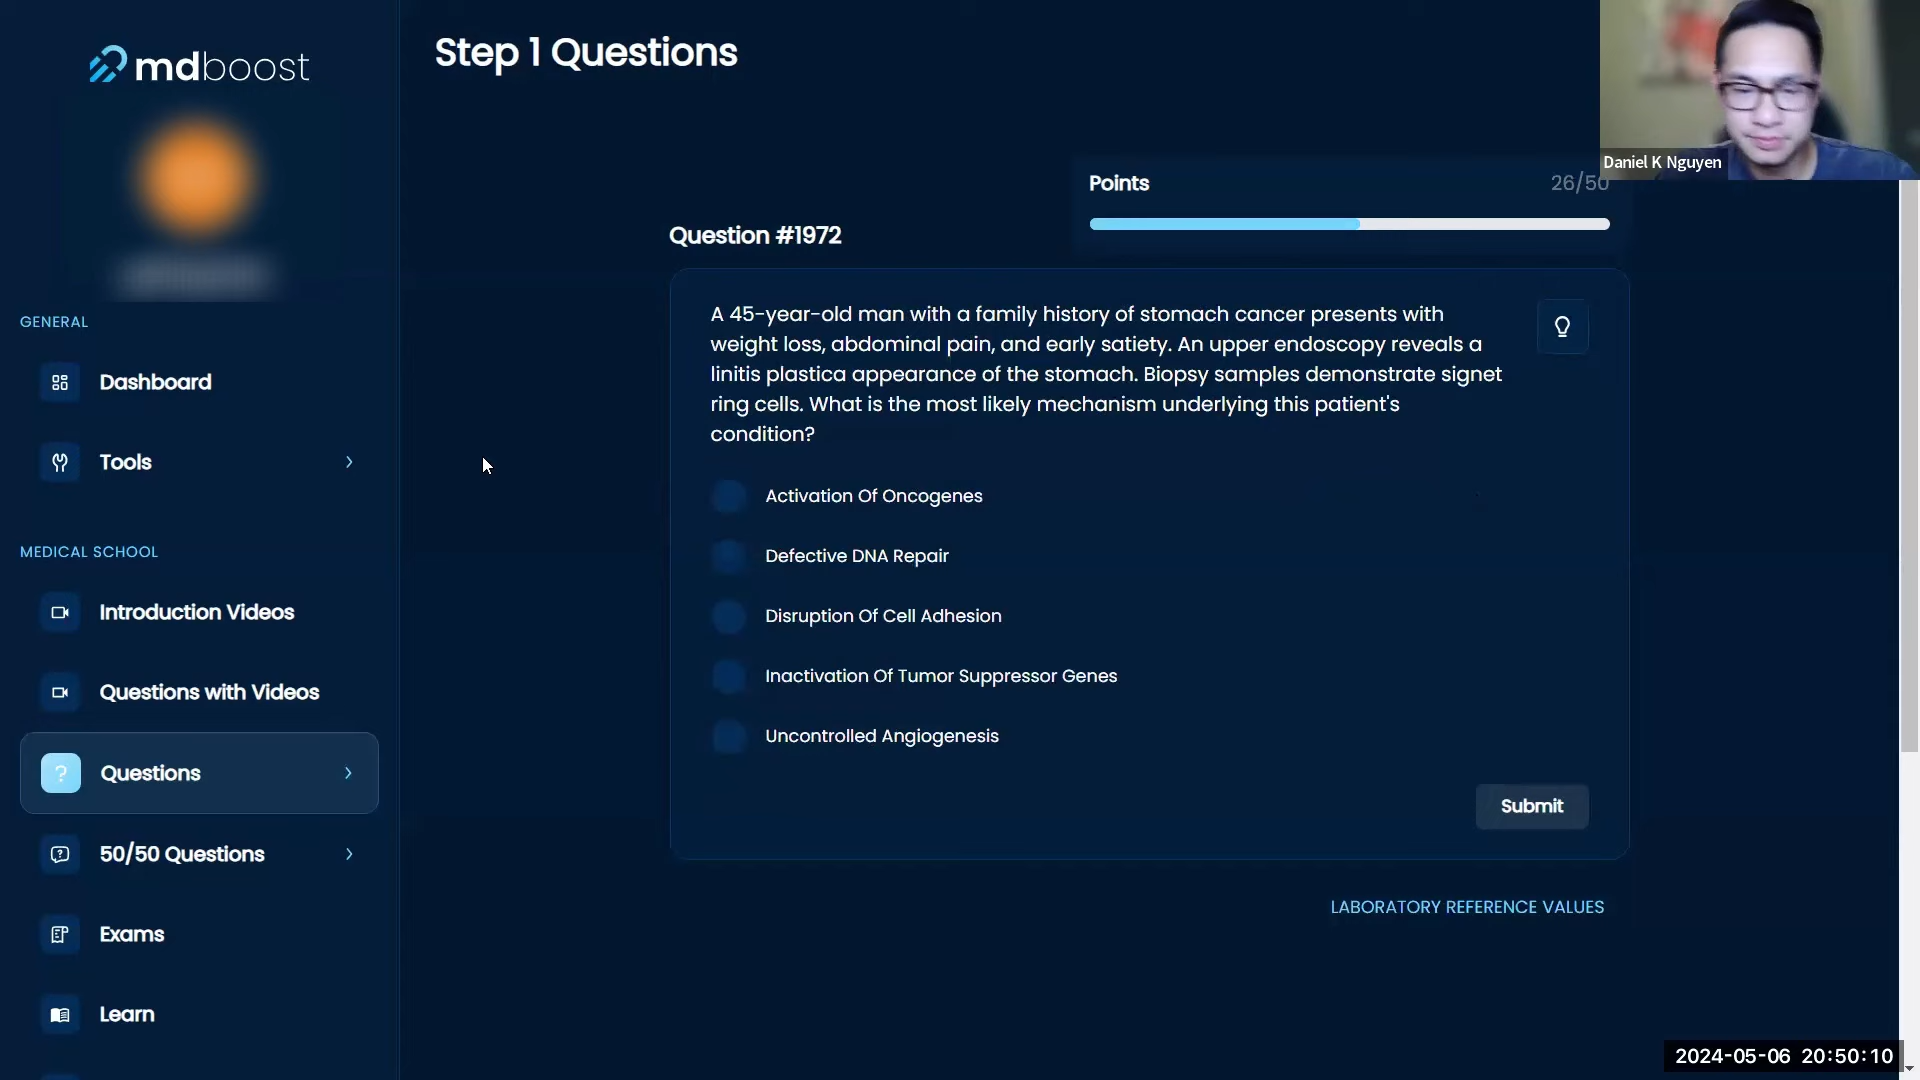 mdboost
Step 1 Questions
Daniel K Nguyen
Points
26/50
Question #1972
A 45-year-old man with a family history of stomach cancer presents with
weight loss, abdominal pain, and early satiety. An upper endoscopy reveals a
linitis plastica appearance of the stomach. Biopsy samples demonstrate signet
ring cells. What is the most likely mechanism underlying this patient's
condition?
Activation Of Oncogenes
Defective DNA Repair
Disruption Of Cell Adhesion
Inactivation Of Tumor Suppressor Genes
Uncontrolled Angiogenesis
Submit
LABORATORY REFERENCE VALUES
GENERAL
Dashboard
Tools
MEDICAL SCHOOL
Introduction Videos
Questions with Videos
Questions
50/50 Questions
Exams
Learn
2024-05-06 20:50:10